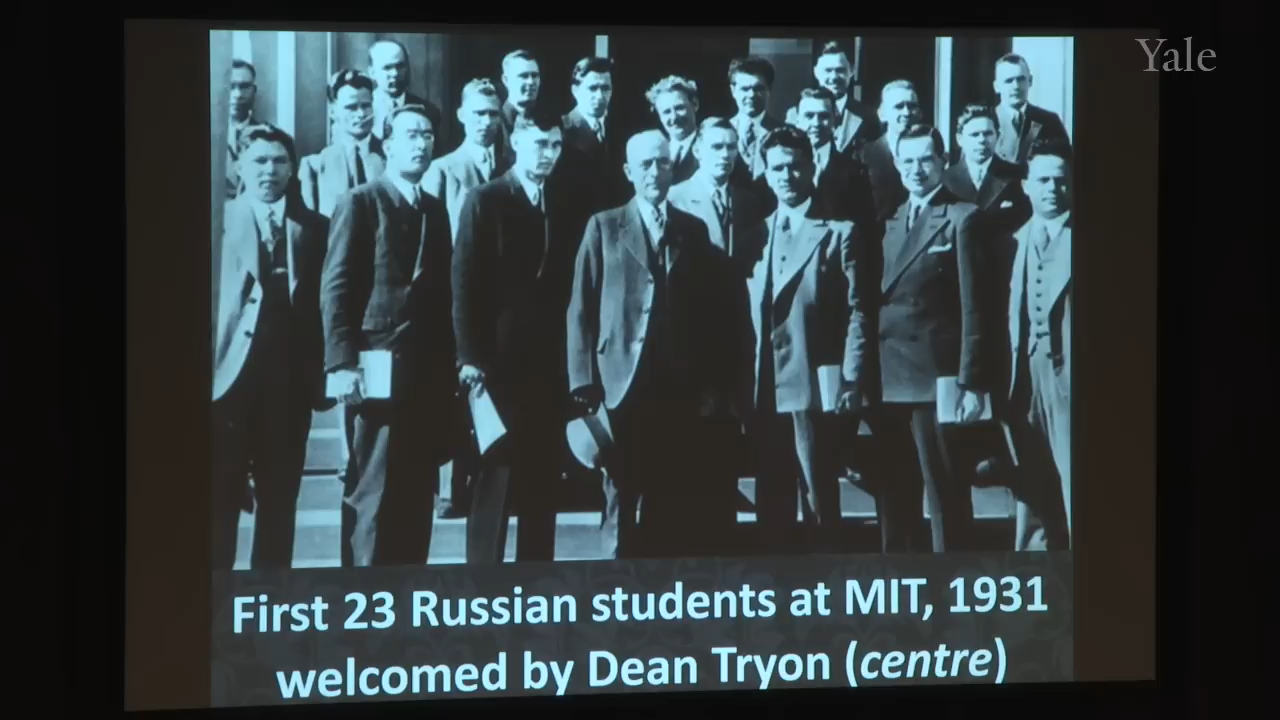 Yale
First 23 Russian students at MIT, 1931
welcomed by Dean Tryon (centre)